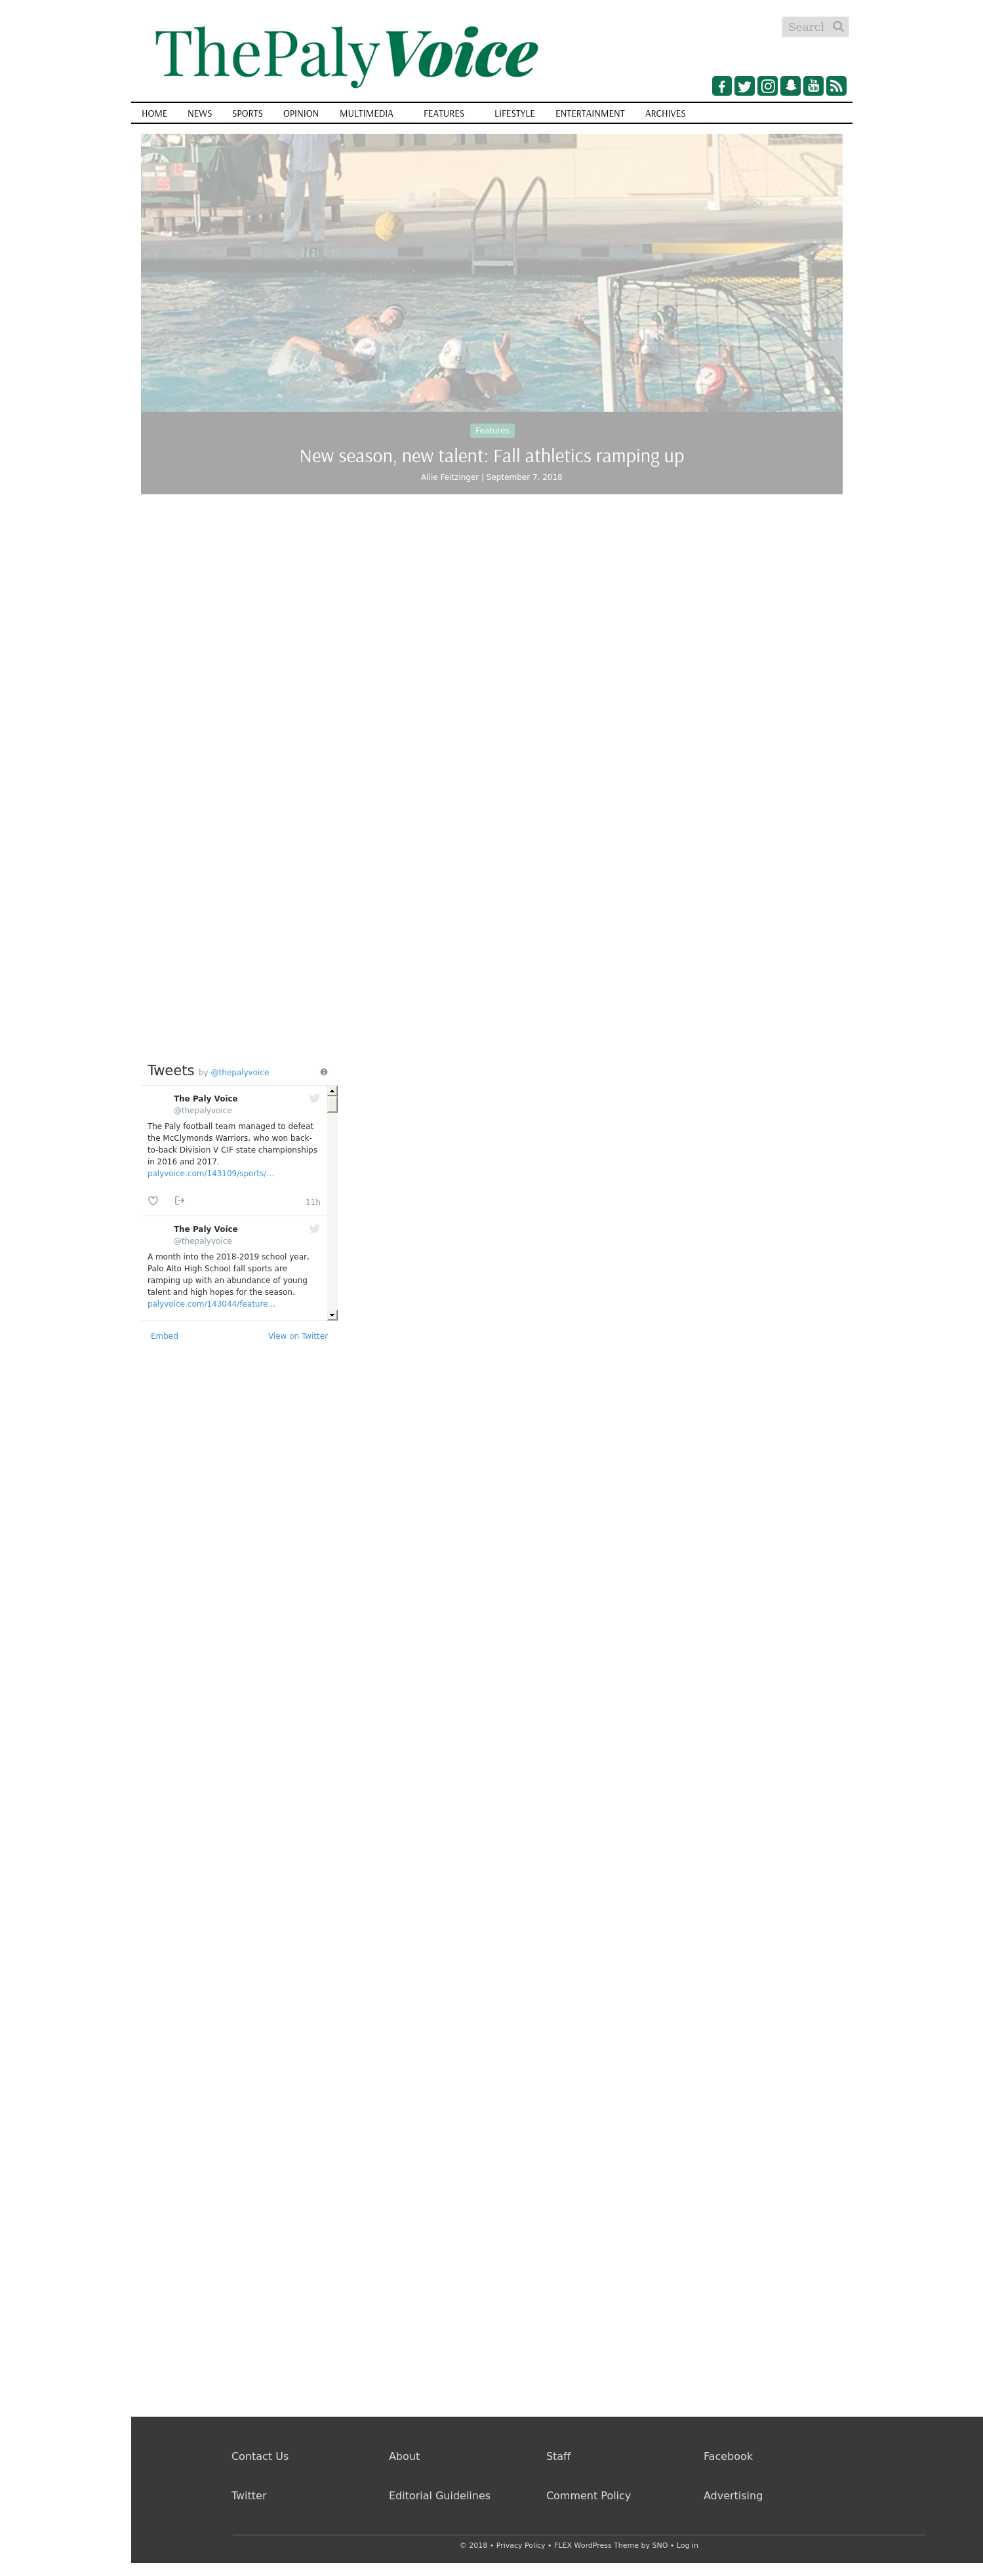 ThePalyVoice
Search
HOME NEWS SPORTS OPINION MULTIMEDIA FEATURES LIFESTYLE ENTERTAINMENT ARCHIVES
Features
New season, new talent: Fall athletics ramping up
Allie Feitzinger | September 7, 2018
Tweets by @thepalyvoice
The Paly Voice
@thepalyvoice
The Paly football team managed to defeat
the McClymonds Warriors, who won back-
to-back Division V CIF state championships
in 2016 and 2017.
palyvoice.com/143109/sports/…
11h
The Paly Voice
@thepalyvoice
A month into the 2018-2019 school year,
Palo Alto High School fall sports are
ramping up with an abundance of young
talent and high hopes for the season.
palyvoice.com/143044/feature…
Embed View on Twitter
Contact Us About Staff Facebook
Twitter Editorial Guidelines Comment Policy Advertising
© 2018 • Privacy Policy • FLEX WordPress Theme by SNO • Log in